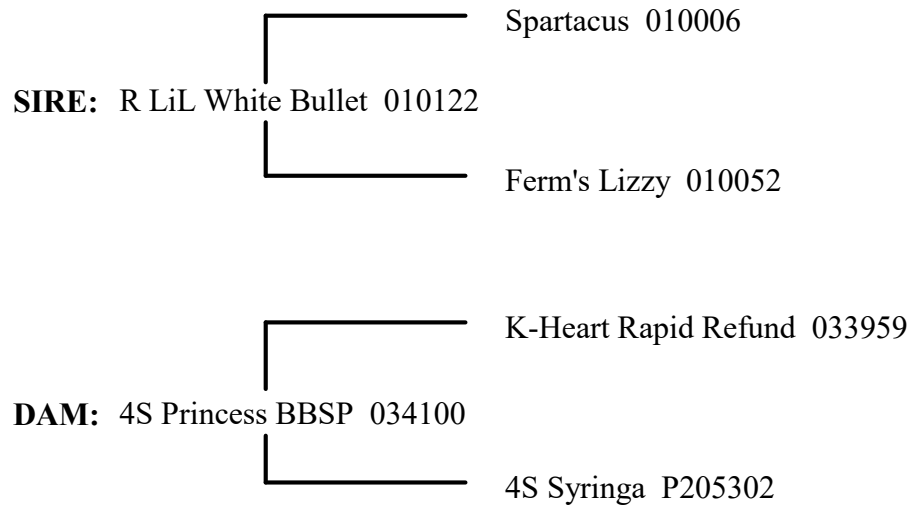 Spartacus 010006
SIRE: R LiL White Bullet 010122
Ferm's Lizzy 010052
K-Heart Rapid Refund 033959
DAM: 4S Princess BBSP 034100
4S Syringa P205302